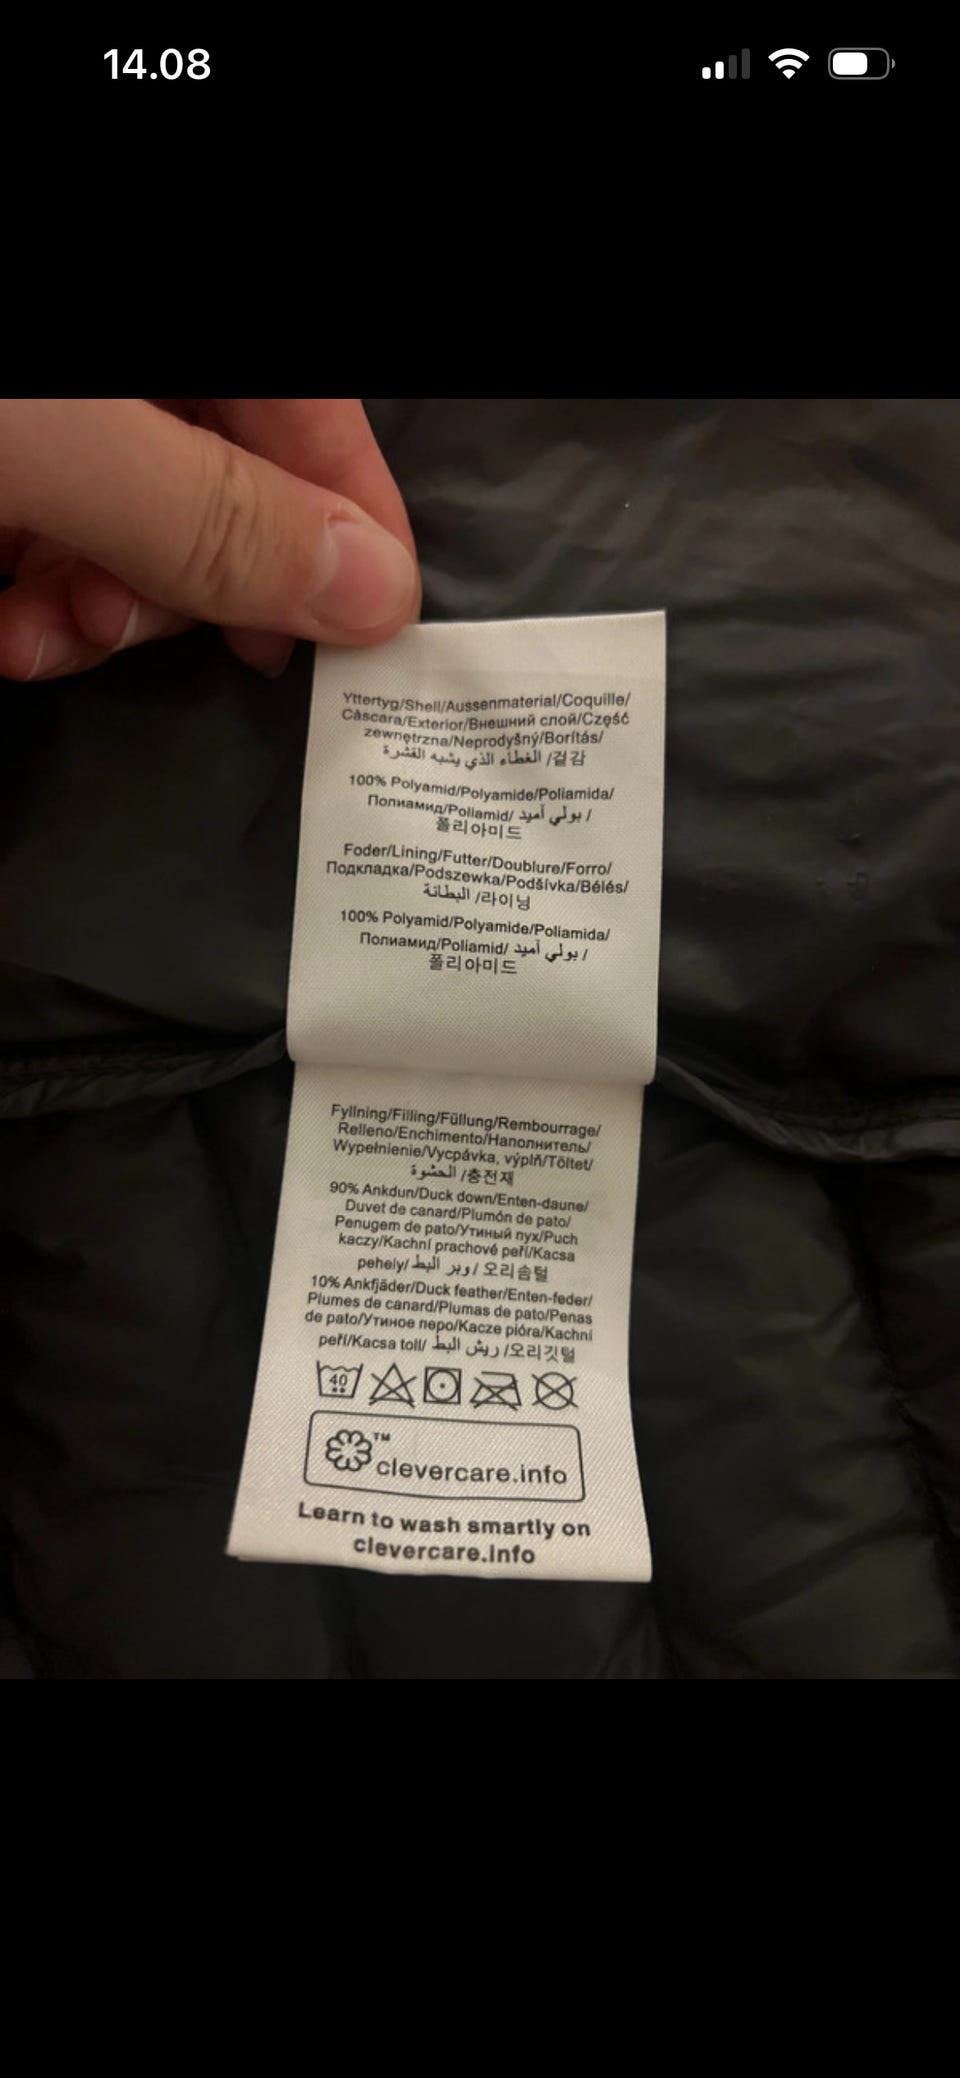 14.08
Yttertyg/Shell/Aussenmaterial/Coquille/
Càscara/Exterior/Внешний слой/Część
zewnętrzna/Neprodyšný/Borítás/
الغطاء الذي يشبه القشرة /겉감
100% Polyamid/Polyamide/Poliamida/
Полиамид/Poliamid/ بولي أميد /
폴리아미드
Foder/Lining/Futter/Doublure/Forro/
Подкладка/Podszewka/Podšívka/Bélés/
البطانة /라이닝
100% Polyamid/Polyamide/Poliamida/
Полиамид/Poliamid/ بولي أميد /
폴리아미드
Fyllning/Filling/Füllung/Rembourrage/
Relleno/Enchimento/Наполнитель/
Wypełnienie/Vycpávka, výplň/Töltet/
الحشوة /충전재
90% Ankdun/Duck down/Enten-daune/
Duvet de canard/Plumón de pato/
Penugem de pato/Утиный пух/Puch
kaczy/Kachní prachové peří/Kacsa
pehely/ وبر البط / 오리솜털
10% Ankfjäder/Duck feather/Enten-feder/
Plumes de canard/Plumas de pato/Penas
de pato/Утиное перо/Kacze pióra/Kachní
peří/Kacsa toll/ ريش البط /오리깃털
40
TM
clevercare.info
Learn to wash smartly on
clevercare.info